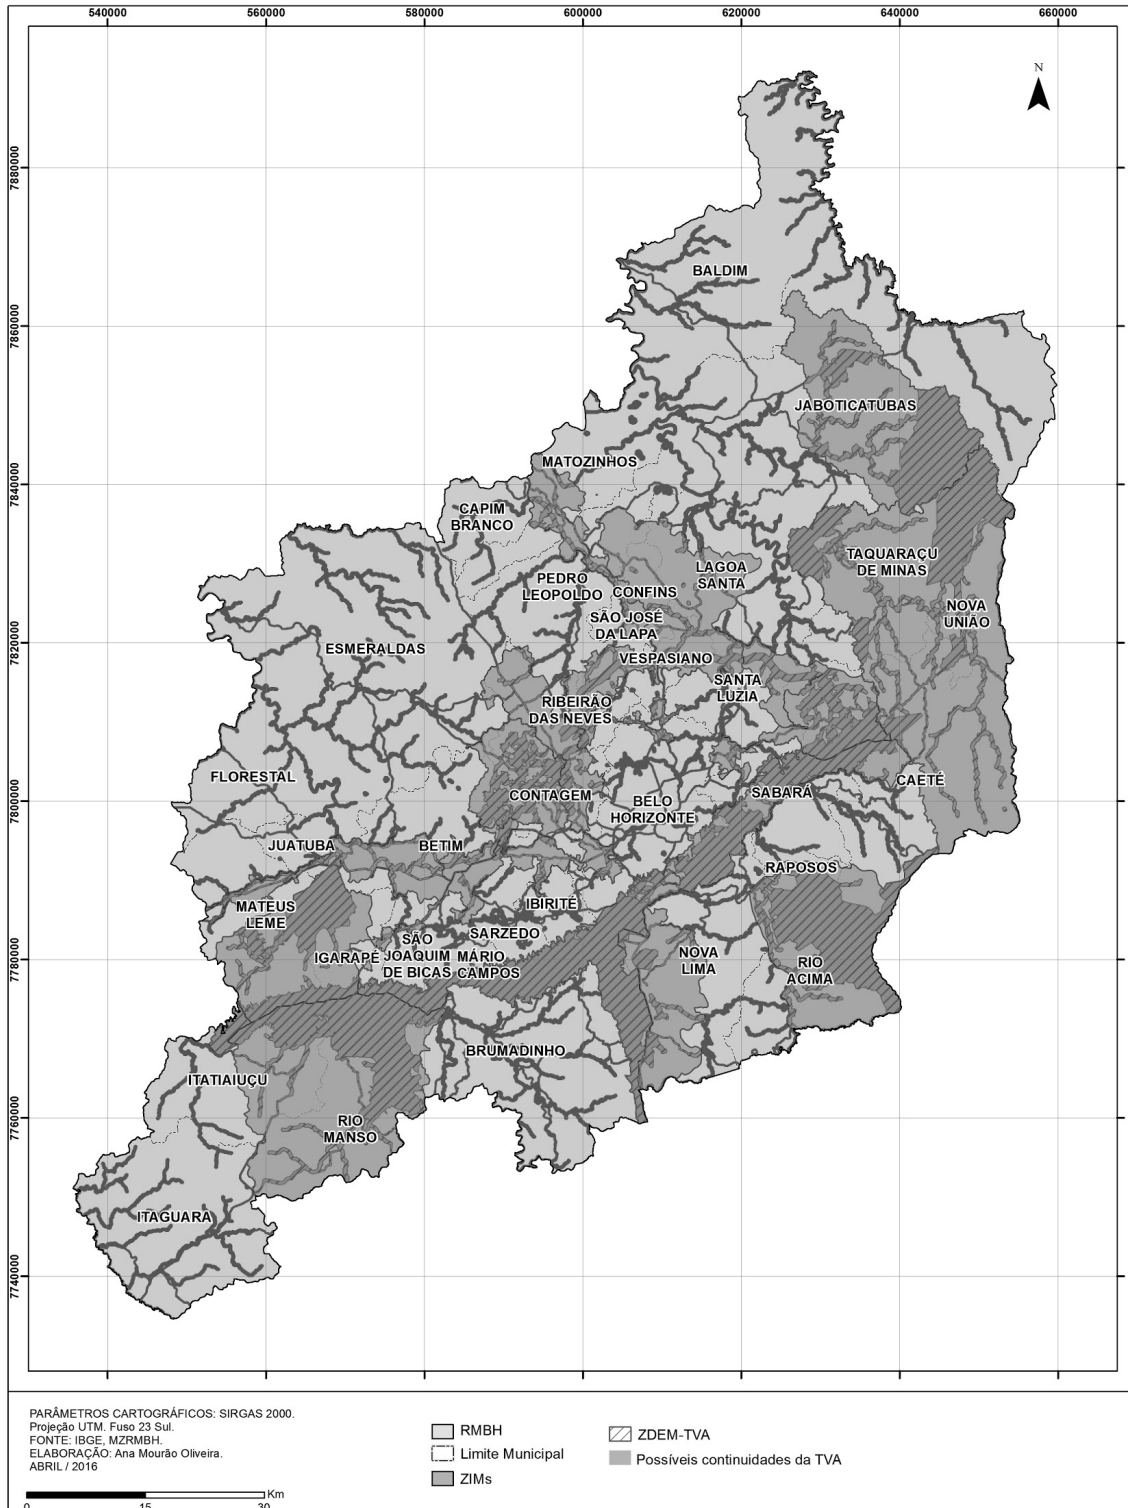 540000 560000 580000 600000 620000 640000 660000
N
7880000
BALDIM
7860000
JABOTICATUBAS
MATOZINHOS
7840000
CAPIM
BRANCO
TAQUARAÇU
DE MINAS
LAGOA
SANTA
PEDRO
LEOPOLDO
CONFINS
NOVA
UNIÃO
SÃO JOSÉ
DA LAPA
7820000
ESMERALDAS
VESPASIANO
SANTA
LUZIA
RIBEIRÃO
DAS NEVES
FLORESTAL
CAETÉ
7800000
CONTAGEM
SABARÁ
BELO
HORIZONTE
JUATUBA
BETIM
RAPOSOS
MATEUS
LEME
IBIRITÉ
SARZEDO
SÃO
JOAQUIM
DE BICAS
IGARAPÉ
MÁRIO
CAMPOS
NOVA
LIMA
RIO
ACIMA
7780000
BRUMADINHO
ITATIAIUÇU
7760000
RIO
MANSO
ITAGUARA
7740000
PARÂMETROS CARTOGRÁFICOS: SIRGAS 2000.
Projeção UTM. Fuso 23 Sul.
FONTE: IBGE, MZRMBH.
ELABORAÇÃO: Ana Mourão Oliveira.
ABRIL / 2016
RMBH
Limite Municipal
ZIMs
ZDEM-TVA
Possíveis continuidades da TVA
Km
0 15 30